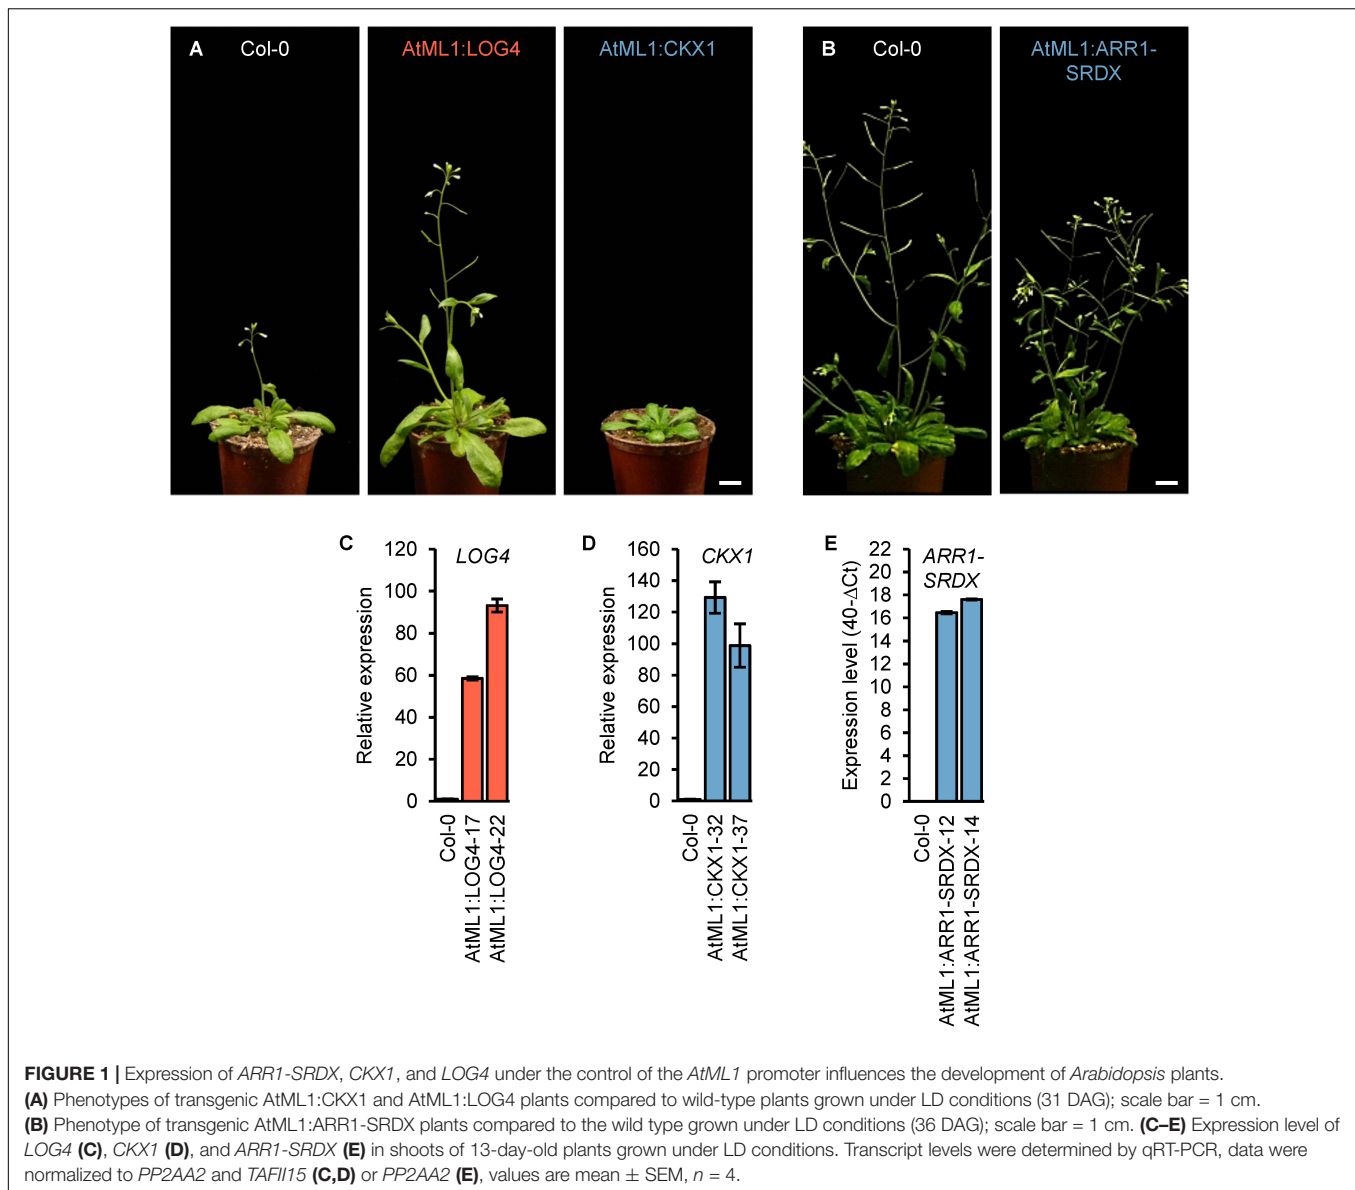 A
Col-0
AtML1:LOG4
AtML1:CKX1
B
Col-0
AtML1:ARR1-
SRDX
C
LOG4
Relative expression
120
100
80
60
40
20
0
Col-0
AtML1:LOG4-17
AtML1:LOG4-22
D
CKX1
Relative expression
160
140
120
100
80
60
40
20
0
Col-0
AtML1:CKX1-32
AtML1:CKX1-37
E
ARR1-
SRDX
Expression level (40-ΔCt)
22
20
18
16
14
12
10
8
6
4
2
0
Col-0
AtML1:ARR1-SRDX-12
AtML1:ARR1-SRDX-14
FIGURE 1 | Expression of ARR1-SRDX, CKX1, and LOG4 under the control of the AtML1 promoter influences the development of Arabidopsis plants.
(A) Phenotypes of transgenic AtML1:CKX1 and AtML1:LOG4 plants compared to wild-type plants grown under LD conditions (31 DAG); scale bar = 1 cm.
(B) Phenotype of transgenic AtML1:ARR1-SRDX plants compared to the wild type grown under LD conditions (36 DAG); scale bar = 1 cm. (C–E) Expression level of
LOG4 (C), CKX1 (D), and ARR1-SRDX (E) in shoots of 13-day-old plants grown under LD conditions. Transcript levels were determined by qRT-PCR, data were
normalized to PP2AA2 and TAFII15 (C,D) or PP2AA2 (E), values are mean ± SEM, n = 4.